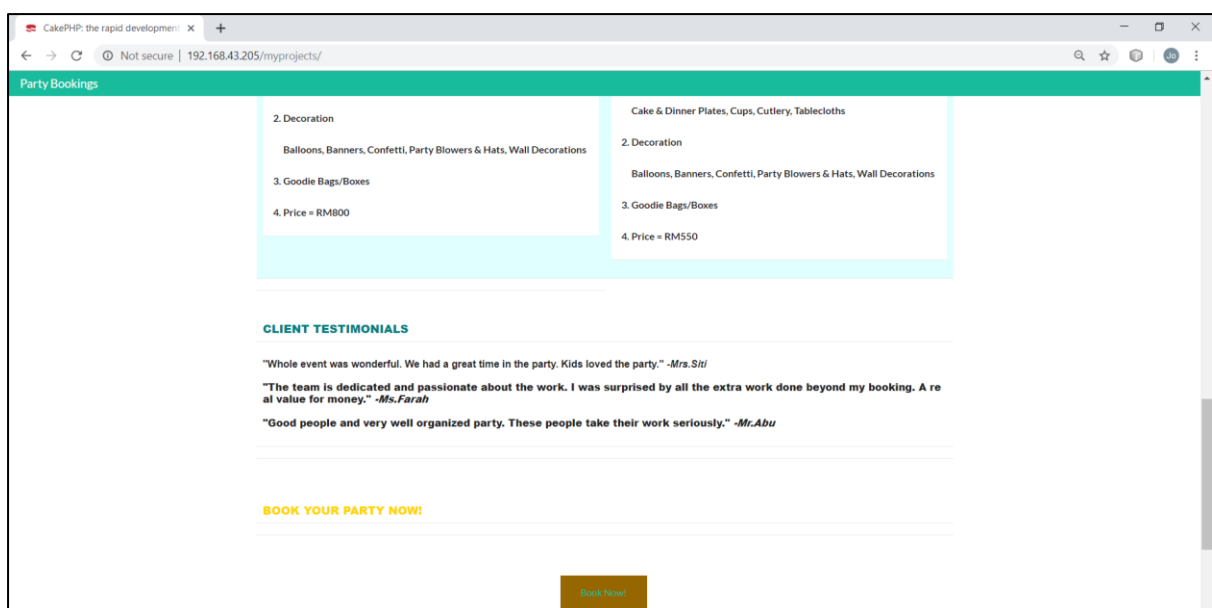 CakePHP: the rapid development
Not secure | 192.168.43.205/myprojects/
Jo
Party Bookings
2. Decoration
Balloons, Banners, Confetti, Party Blowers & Hats, Wall Decorations
3. Goodie Bags/Boxes
4. Price = RM800
Cake & Dinner Plates, Cups, Cutlery, Tablecloths
2. Decoration
Balloons, Banners, Confetti, Party Blowers & Hats, Wall Decorations
3. Goodie Bags/Boxes
4. Price = RM550
CLIENT TESTIMONIALS
"Whole event was wonderful. We had a great time in the party. Kids loved the party." -Mrs.Siti
"The team is dedicated and passionate about the work. I was surprised by all the extra work done beyond my booking. A re
al value for money." -Ms.Farah
"Good people and very well organized party. These people take their work seriously." -Mr.Abu
BOOK YOUR PARTY NOW!
Book Now!